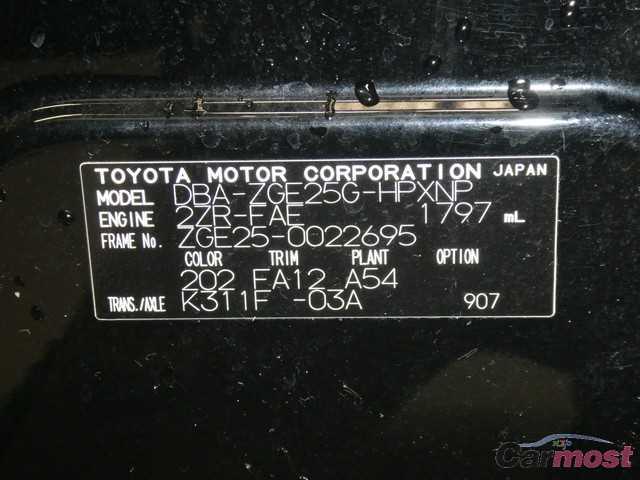 TOYOTA MOTOR CORPORATION JAPAN
MODEL DBA-ZGE25G-HPXNP
ENGINE 2ZR-FAE 1797 mL
FRAME No. ZGE25-0022695
COLOR TRIM PLANT OPTION
202 FA12 A54
TRANS./AXLE K311F -03A 907
Carmost